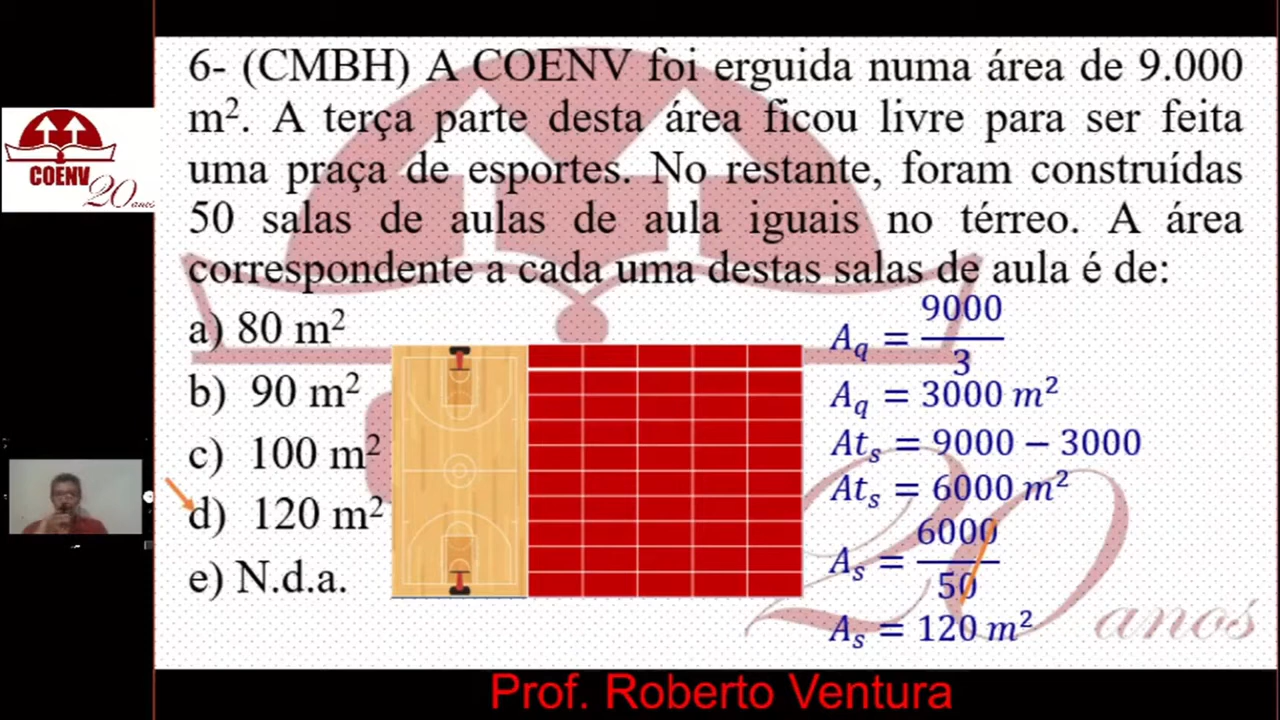 6- (CMBH) A COENV foi erguida numa área de 9.000
m². A terça parte desta área ficou livre para ser feita
uma praça de esportes. No restante, foram construídas
50 salas de aulas de aula iguais no térreo. A área
correspondente a cada uma destas salas de aula é de:
a) 80 m²
b) 90 m²
c) 100 m²
d) 120 m²
e) N.d.a.
A_q = 9000/3
A_q = 3000 m²
At_s = 9000 − 3000
At_s = 6000 m²
A_s = 6000/50
A_s = 120 m²
COENV
20 anos
20 anos
Prof. Roberto Ventura